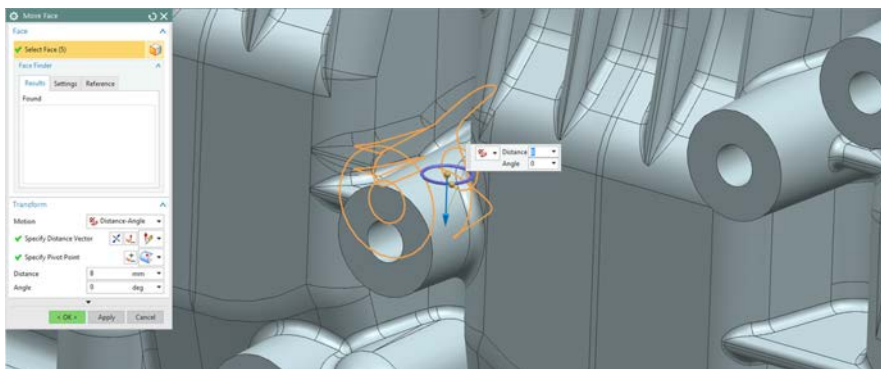 Move Face
Face
Select Face (5)
Face Finder
Results Settings Reference
Found
Transform
Motion Distance-Angle
Specify Distance Vector
Specify Pivot Point
Distance 8 mm
Angle 0 deg
< OK > Apply Cancel
Distance
Angle 0